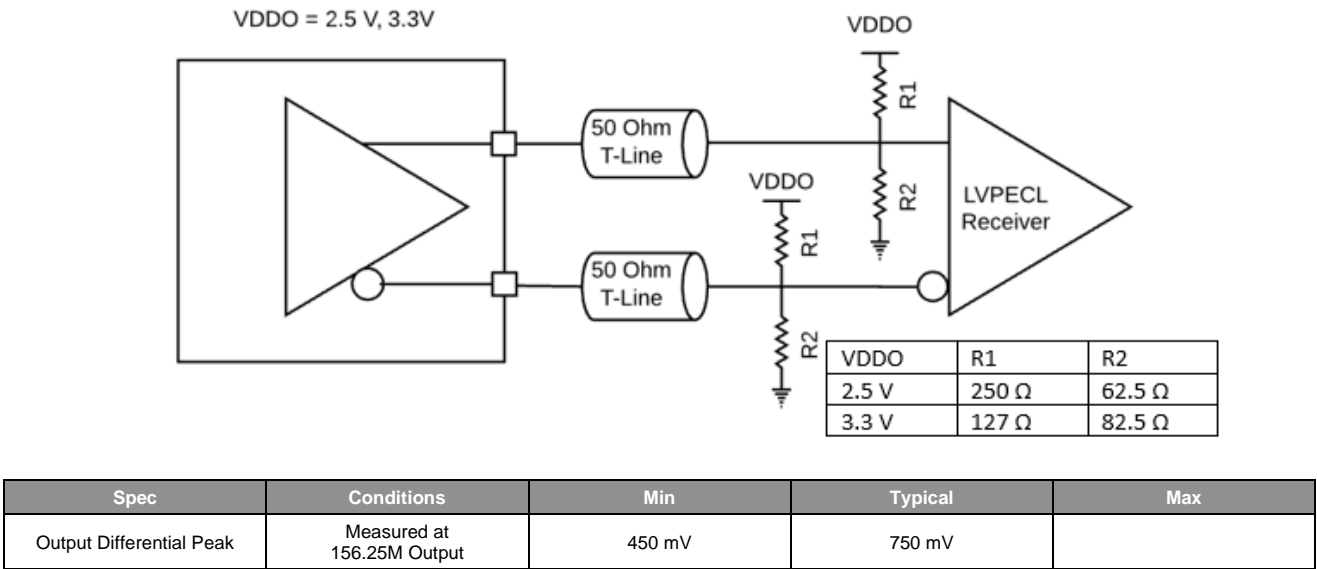 VDDO = 2.5 V, 3.3V
VDDO
R1
50 Ohm
T-Line
VDDO
R2
LVPECL
Receiver
R1
50 Ohm
T-Line
R2
VDDO R1 R2
2.5 V 250 Ω 62.5 Ω
3.3 V 127 Ω 82.5 Ω
Spec Conditions Min Typical Max
Output Differential Peak Measured at 156.25M Output 450 mV 750 mV